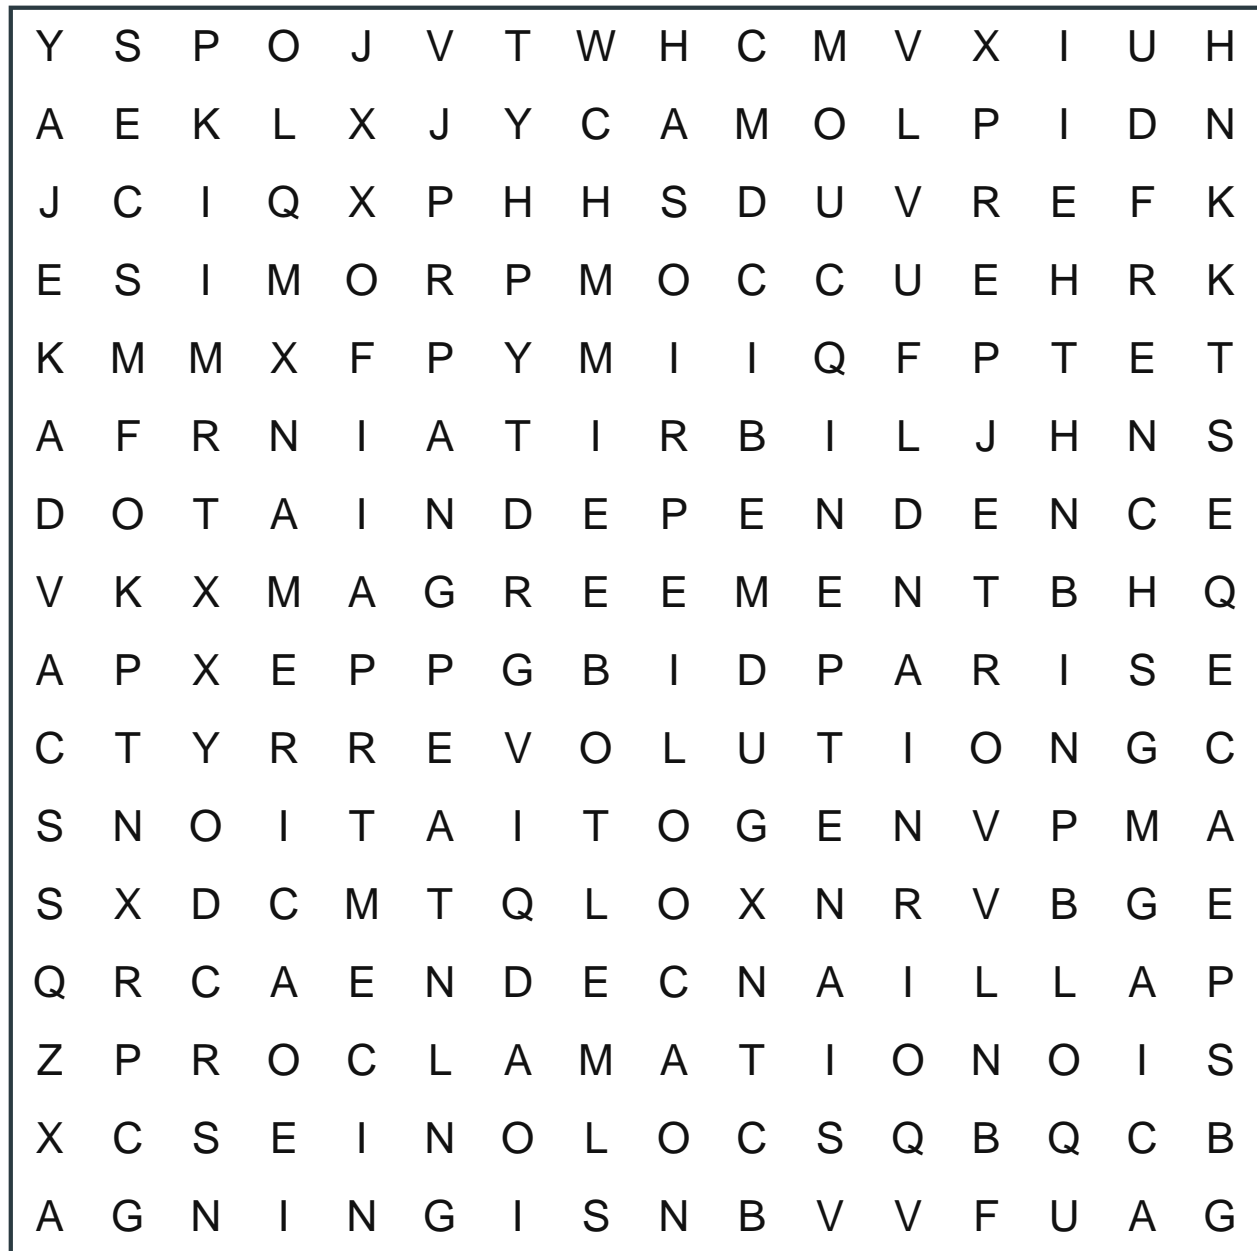 Y S P O J V T W H C M V X I U H
A E K L X J Y C A M O L P I D N
J C I Q X P H H S D U V R E F K
E S I M O R P M O C C U E H R K
K M M X F P Y M I I Q F P T E T
A F R N I A T I R B I L J H N S
D O T A I N D E P E N D E N C E
V K X M A G R E E M E N T B H Q
A P X E P P G B I D P A R I S E
C T Y R R E V O L U T I O N G C
S N O I T A I T O G E N V P M A
S X D C M T Q L O X N R V B G E
Q R C A E N D E C N A I L L A P
Z P R O C L A M A T I O N O I S
X C S E I N O L O C S Q B Q C B
A G N I N G I S N B V V F U A G